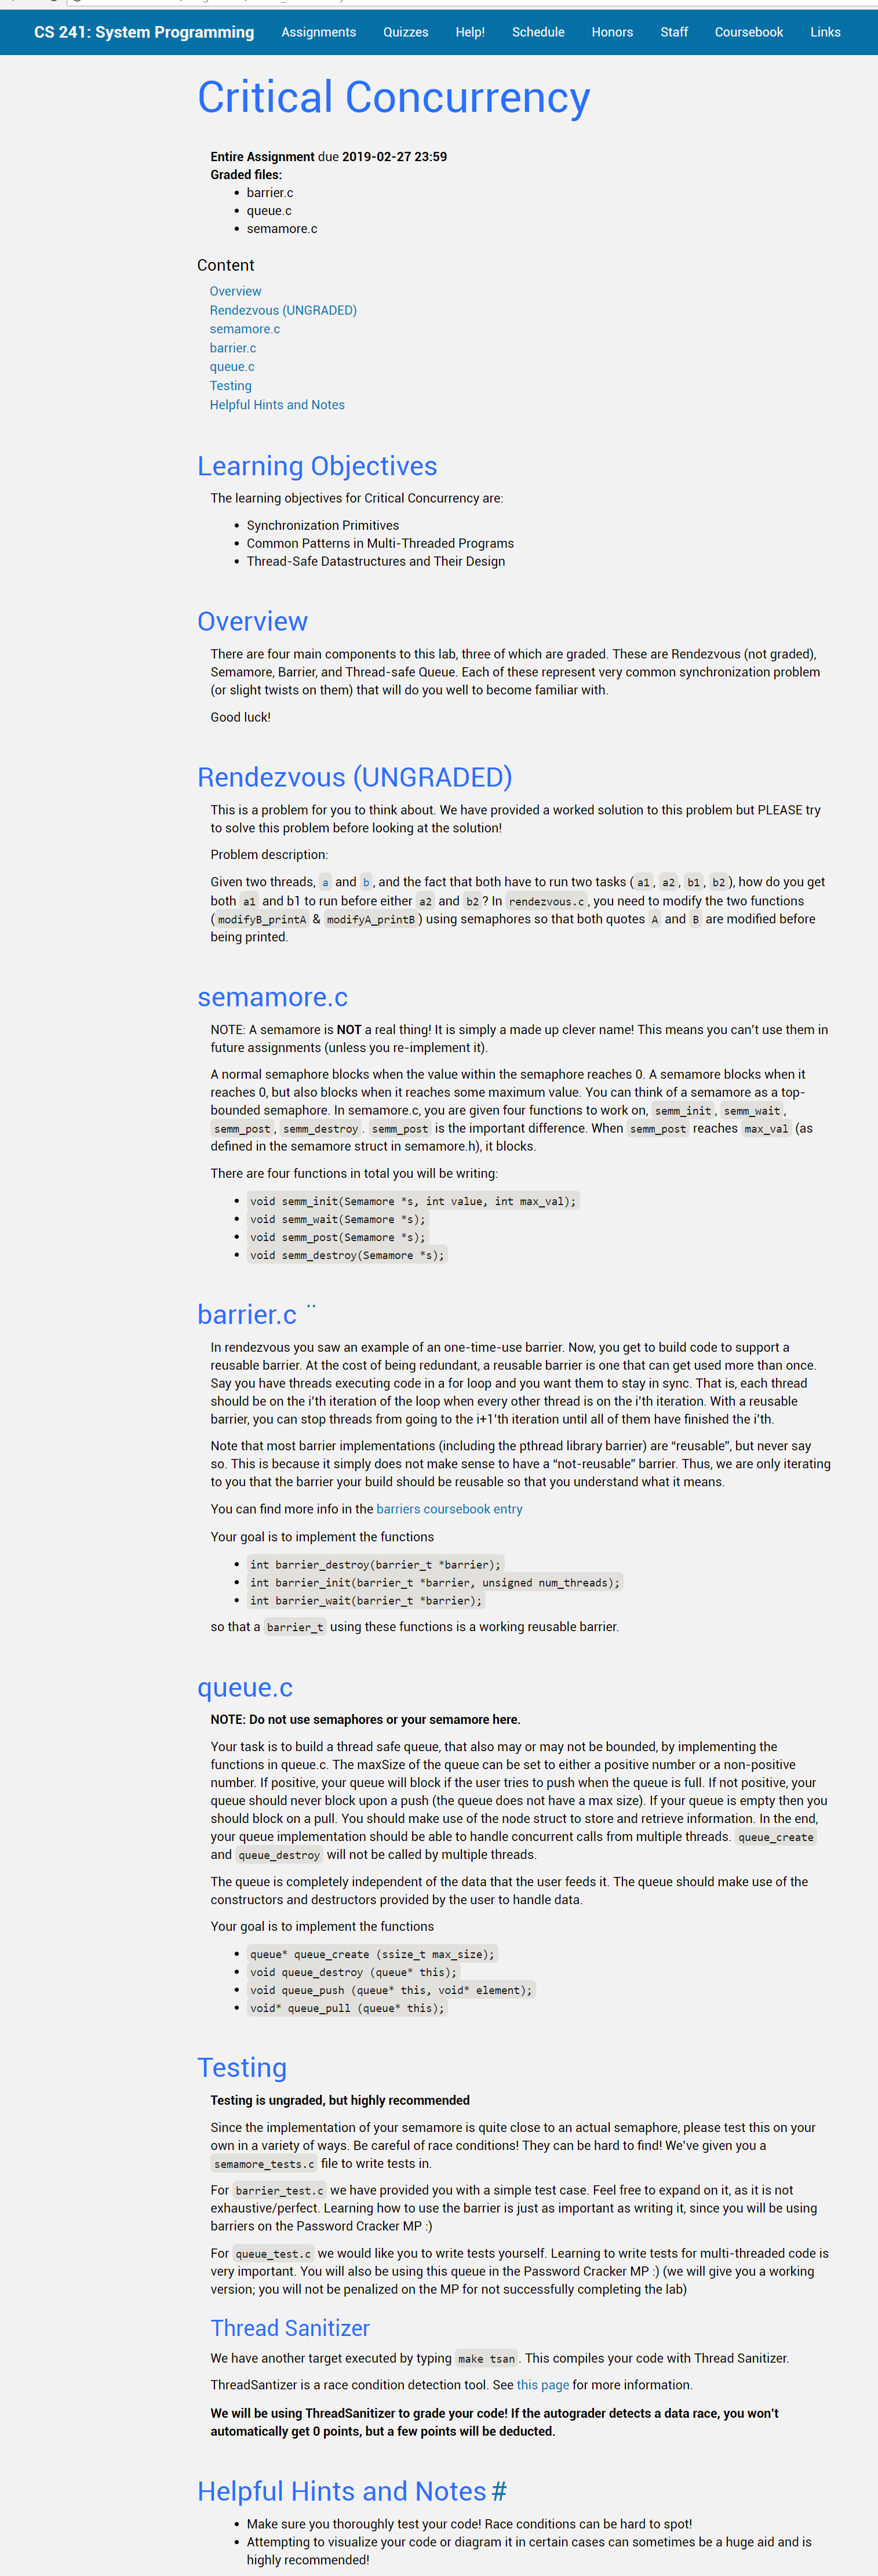 CS 241: System Programming Assignments Quizzes Help! Schedule Honors Staff Coursebook Links
Critical Concurrency
Entire Assignment due 2019-02-27 23:59
Graded files:
• barrier.c
• queue.c
• semamore.c
Content
Overview
Rendezvous (UNGRADED)
semamore.c
barrier.c
queue.c
Testing
Helpful Hints and Notes
Learning Objectives
The learning objectives for Critical Concurrency are:
• Synchronization Primitives
• Common Patterns in Multi-Threaded Programs
• Thread-Safe Datastructures and Their Design
Overview
There are four main components to this lab, three of which are graded. These are Rendezvous (not graded),
Semamore, Barrier, and Thread-safe Queue. Each of these represent very common synchronization problem
(or slight twists on them) that will do you well to become familiar with.
Good luck!
Rendezvous (UNGRADED)
This is a problem for you to think about. We have provided a worked solution to this problem but PLEASE try
to solve this problem before looking at the solution!
Problem description:
Given two threads, a and b, and the fact that both have to run two tasks (a1, a2, b1, b2), how do you get
both a1 and b1 to run before either a2 and b2? In rendezvous.c, you need to modify the two functions
(modifyB_printA & modifyA_printB) using semaphores so that both quotes A and B are modified before
being printed.
semamore.c
NOTE: A semamore is NOT a real thing! It is simply a made up clever name! This means you can't use them in
future assignments (unless you re-implement it).
A normal semaphore blocks when the value within the semaphore reaches 0. A semamore blocks when it
reaches 0, but also blocks when it reaches some maximum value. You can think of a semamore as a top-
bounded semaphore. In semamore.c, you are given four functions to work on, semm_init, semm_wait,
semm_post, semm_destroy. semm_post is the important difference. When semm_post reaches max_val (as
defined in the semamore struct in semamore.h), it blocks.
There are four functions in total you will be writing:
• void semm_init(Semamore *s, int value, int max_val);
• void semm_wait(Semamore *s);
• void semm_post(Semamore *s);
• void semm_destroy(Semamore *s);
barrier.c ¨
In rendezvous you saw an example of an one-time-use barrier. Now, you get to build code to support a
reusable barrier. At the cost of being redundant, a reusable barrier is one that can get used more than once.
Say you have threads executing code in a for loop and you want them to stay in sync. That is, each thread
should be on the i'th iteration of the loop when every other thread is on the i'th iteration. With a reusable
barrier, you can stop threads from going to the i+1'th iteration until all of them have finished the i'th.
Note that most barrier implementations (including the pthread library barrier) are “reusable”, but never say
so. This is because it simply does not make sense to have a “not-reusable” barrier. Thus, we are only iterating
to you that the barrier your build should be reusable so that you understand what it means.
You can find more info in the barriers coursebook entry
Your goal is to implement the functions
• int barrier_destroy(barrier_t *barrier);
• int barrier_init(barrier_t *barrier, unsigned num_threads);
• int barrier_wait(barrier_t *barrier);
so that a barrier_t using these functions is a working reusable barrier.
queue.c
NOTE: Do not use semaphores or your semamore here.
Your task is to build a thread safe queue, that also may or may not be bounded, by implementing the
functions in queue.c. The maxSize of the queue can be set to either a positive number or a non-positive
number. If positive, your queue will block if the user tries to push when the queue is full. If not positive, your
queue should never block upon a push (the queue does not have a max size). If your queue is empty then you
should block on a pull. You should make use of the node struct to store and retrieve information. In the end,
your queue implementation should be able to handle concurrent calls from multiple threads. queue_create
and queue_destroy will not be called by multiple threads.
The queue is completely independent of the data that the user feeds it. The queue should make use of the
constructors and destructors provided by the user to handle data.
Your goal is to implement the functions
• queue* queue_create (ssize_t max_size);
• void queue_destroy (queue* this);
• void queue_push (queue* this, void* element);
• void* queue_pull (queue* this);
Testing
Testing is ungraded, but highly recommended
Since the implementation of your semamore is quite close to an actual semaphore, please test this on your
own in a variety of ways. Be careful of race conditions! They can be hard to find! We've given you a
semamore_tests.c file to write tests in.
For barrier_test.c we have provided you with a simple test case. Feel free to expand on it, as it is not
exhaustive/perfect. Learning how to use the barrier is just as important as writing it, since you will be using
barriers on the Password Cracker MP :)
For queue_test.c we would like you to write tests yourself. Learning to write tests for multi-threaded code is
very important. You will also be using this queue in the Password Cracker MP :) (we will give you a working
version; you will not be penalized on the MP for not successfully completing the lab)
Thread Sanitizer
We have another target executed by typing make tsan. This compiles your code with Thread Sanitizer.
ThreadSantizer is a race condition detection tool. See this page for more information.
We will be using ThreadSanitizer to grade your code! If the autograder detects a data race, you won't
automatically get 0 points, but a few points will be deducted.
Helpful Hints and Notes #
• Make sure you thoroughly test your code! Race conditions can be hard to spot!
• Attempting to visualize your code or diagram it in certain cases can sometimes be a huge aid and is
highly recommended!